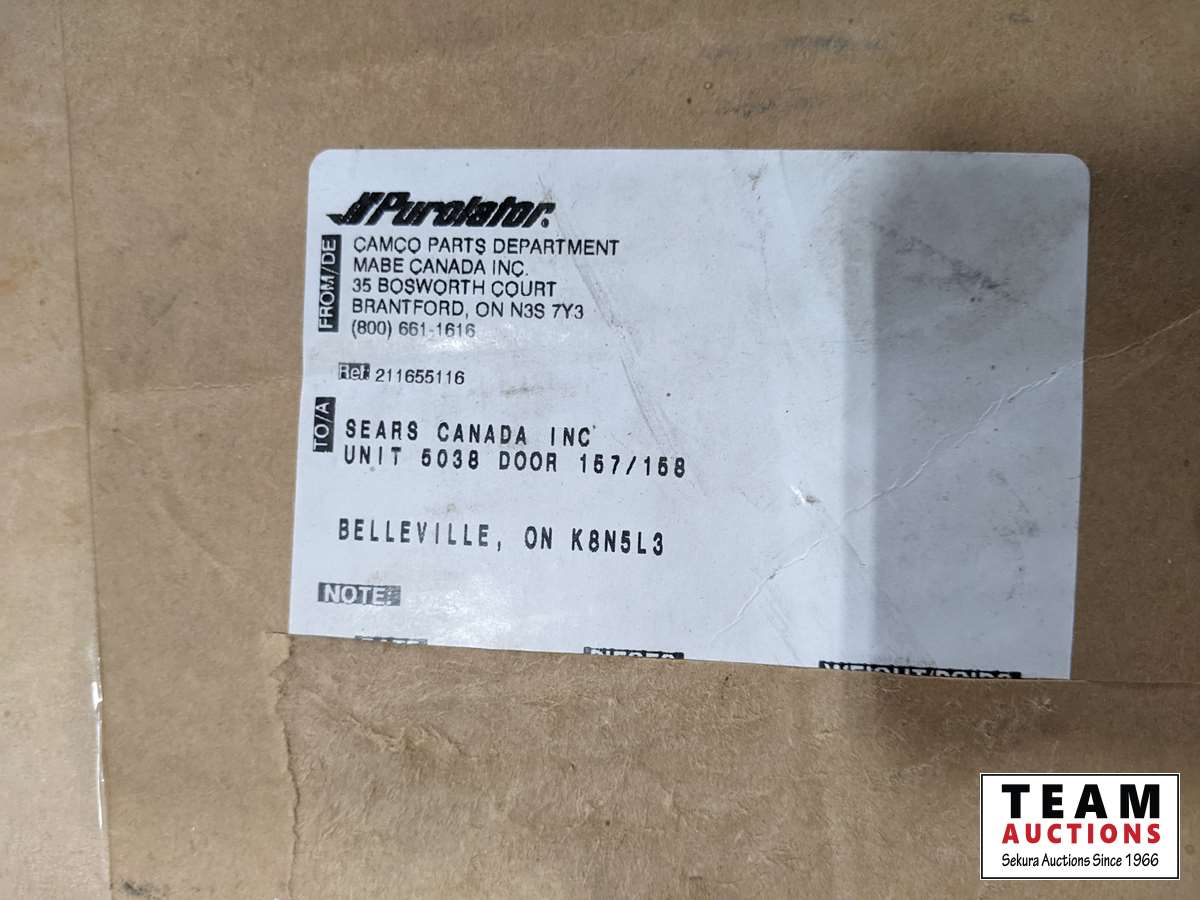 Purolator
FROM/DE
CAMCO PARTS DEPARTMENT
MABE CANADA INC.
35 BOSWORTH COURT
BRANTFORD, ON N3S 7Y3
(800) 661-1616
Ref: 211655116
TO/A
SEARS CANADA INC
UNIT 5038 DOOR 157/158
BELLEVILLE, ON K8N5L3
NOTE:
TEAM
AUCTIONS
Sekura Auctions Since 1966